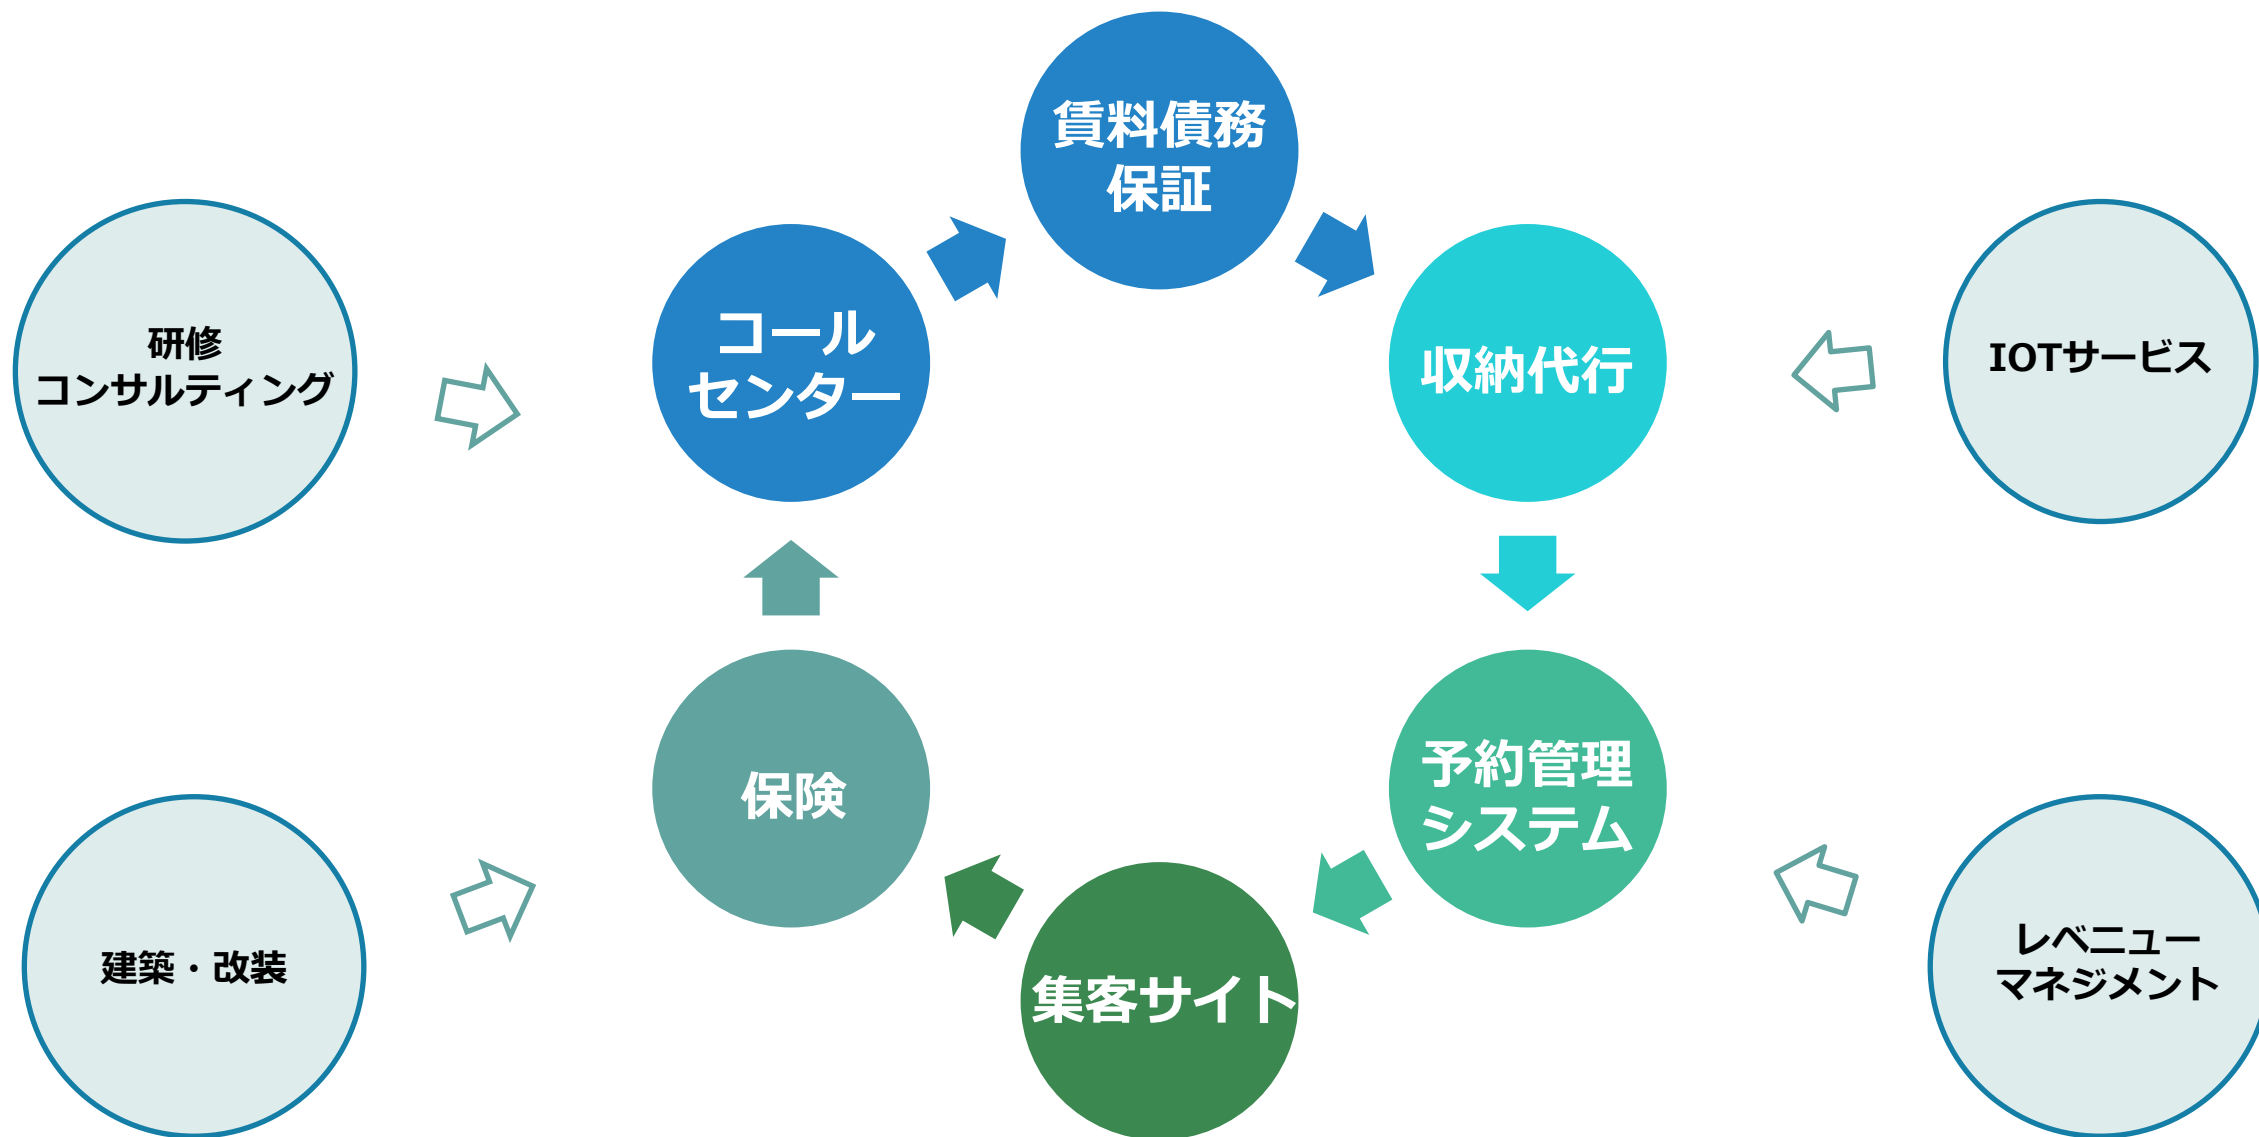 賃料債務
保証
コール
センター
収納代行
研修
コンサルティング
IOTサービス
保険
予約管理
システム
集客サイト
建築・改装
レベニュー
マネジメント